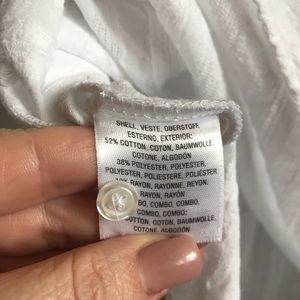 SHELL, VESTE, OBERSTOFF,
ESTERNO, EXTERIOR:
52% COTTON, COTON, BAUMWOLLE
COTONE, ALGODÓN
38% POLYESTER, POLYESTER,
POLYESTER, POLIESTERE, POLIÉSTER
RAYON, RAYONNE, REYON,
RAYON, RAYÓN
COMBO, COMBO,
COMBO, COMBO:
COTTON, COTON, BAUMWOLLE
COTONE, ALGODÓN